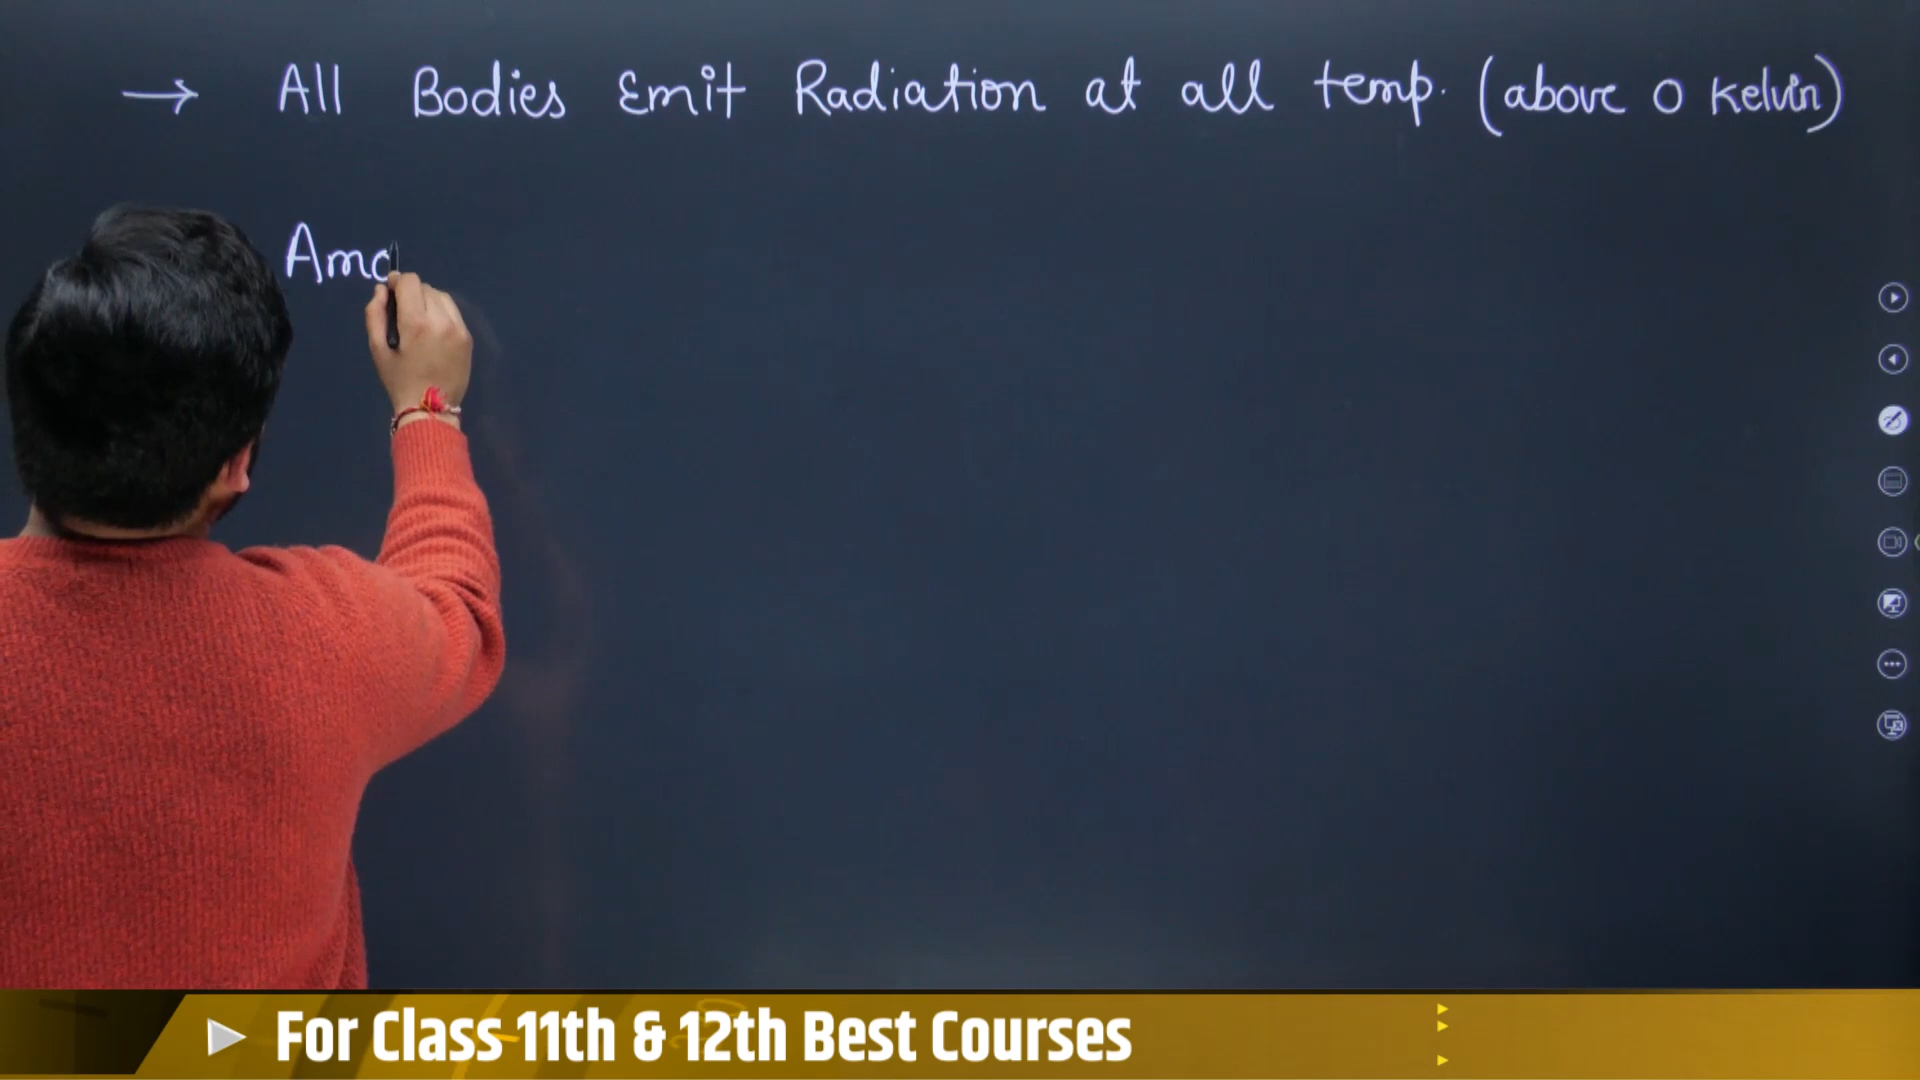 → All Bodies Emit Radiation at all temp. (above 0 Kelvin)
Amo
For Class 11th & 12th Best Courses